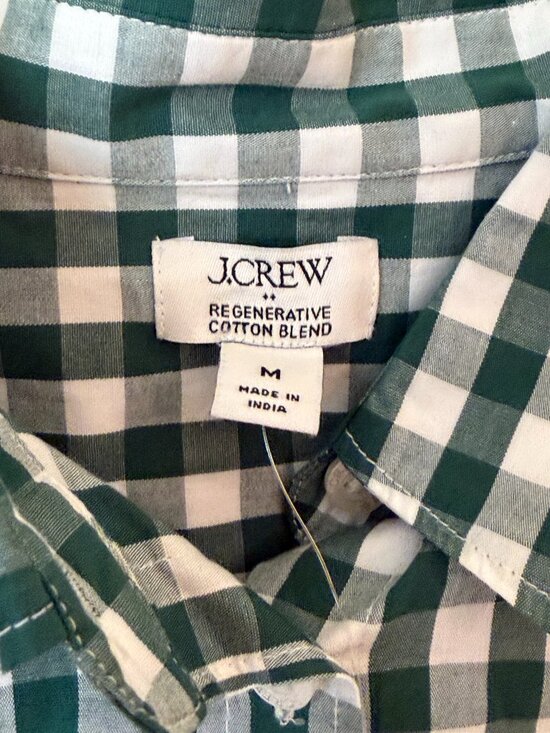 J.CREW
REGENERATIVE
COTTON BLEND
M
MADE IN
INDIA